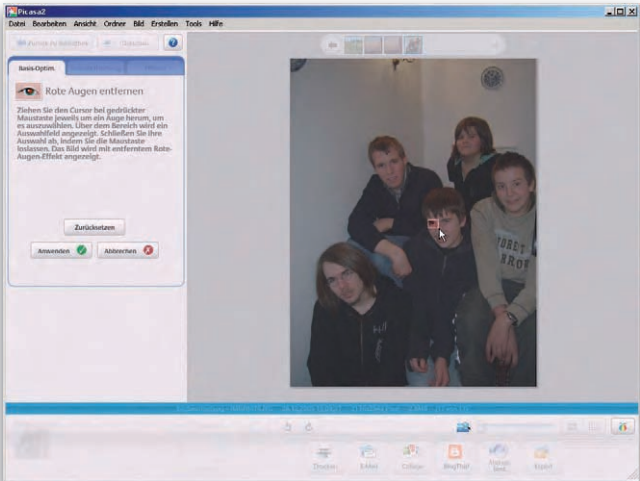 Picasa2
Datei Bearbeiten Ansicht Ordner Bild Erstellen Tools Hilfe
Zurück zu Bibliothek
Basis-Optim.
Rote Augen entfernen
Ziehen Sie den Cursor bei gedrückter
Maustaste jeweils um ein Auge herum, um
es auszuwählen. Über dem Bereich wird ein
Auswahlfeld angezeigt. Schließen Sie ihre
Auswahl ab, indem Sie die Maustaste
loslassen. Das Bild wird mit entferntem Rote-
Augen-Effekt angezeigt.
Zurücksetzen
Anwenden
Abbrechen
Drucken
E-Mail
Collage
BlogThis!
Export